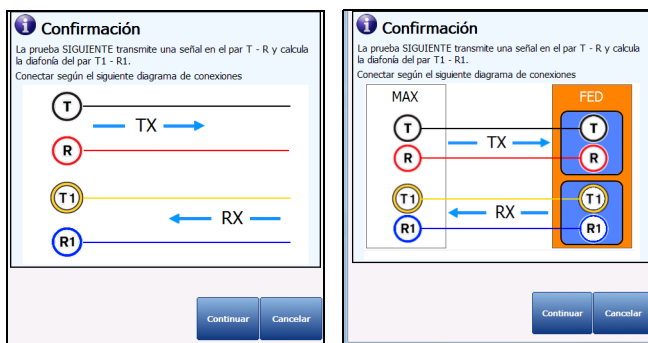 Confirmación
La prueba SIGUIENTE transmite una señal en el par T - R y calcula
la diafonía del par T1 - R1.
Conectar según el siguiente diagrama de conexiones
T
TX
R
T1
RX
R1
Continuar Cancelar
Confirmación
La prueba SIGUIENTE transmite una señal en el par T - R y calcula
la diafonía del par T1 - R1.
Conectar según el siguiente diagrama de conexiones
MAX FED
T T
TX
R R
T1 T1
RX
R1 R1
Continuar Cancelar